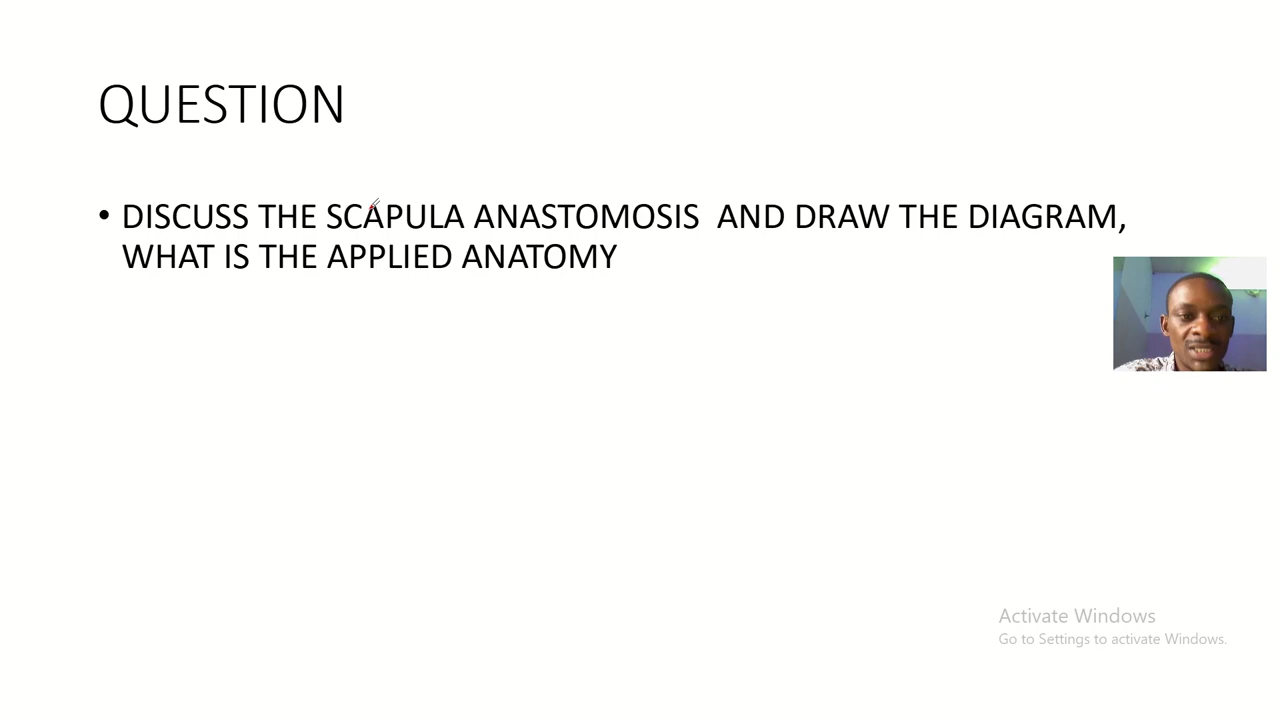 QUESTION
• DISCUSS THE SCAPULA ANASTOMOSIS AND DRAW THE DIAGRAM,
WHAT IS THE APPLIED ANATOMY
Activate Windows
Go to Settings to activate Windows.